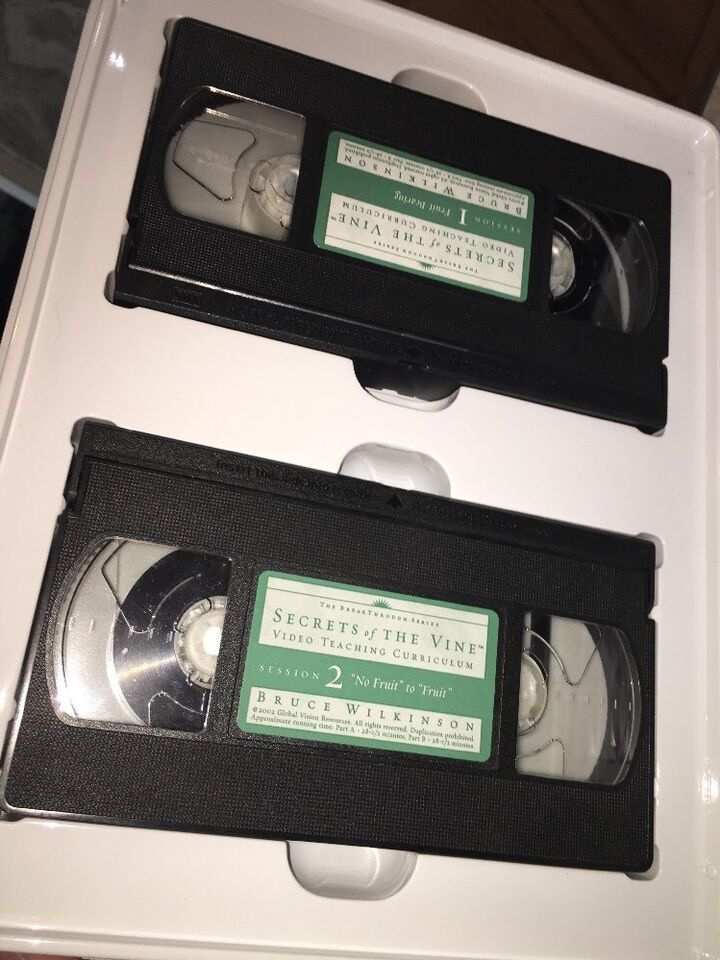 THE BREAKTHROUGH SERIES
SECRETS of THE VINE™
VIDEO TEACHING CURRICULUM
SESSION 1 Fruit Bearing
BRUCE WILKINSON
THE BREAKTHROUGH SERIES
SECRETS of THE VINE™
VIDEO TEACHING CURRICULUM
SESSION 2 "No Fruit" to "Fruit"
BRUCE WILKINSON
©2002 Global Vision Resources. All rights reserved. Duplication prohibited.
Approximate running time: Part A - 28-1/2 minutes, Part B - 28-1/2 minutes